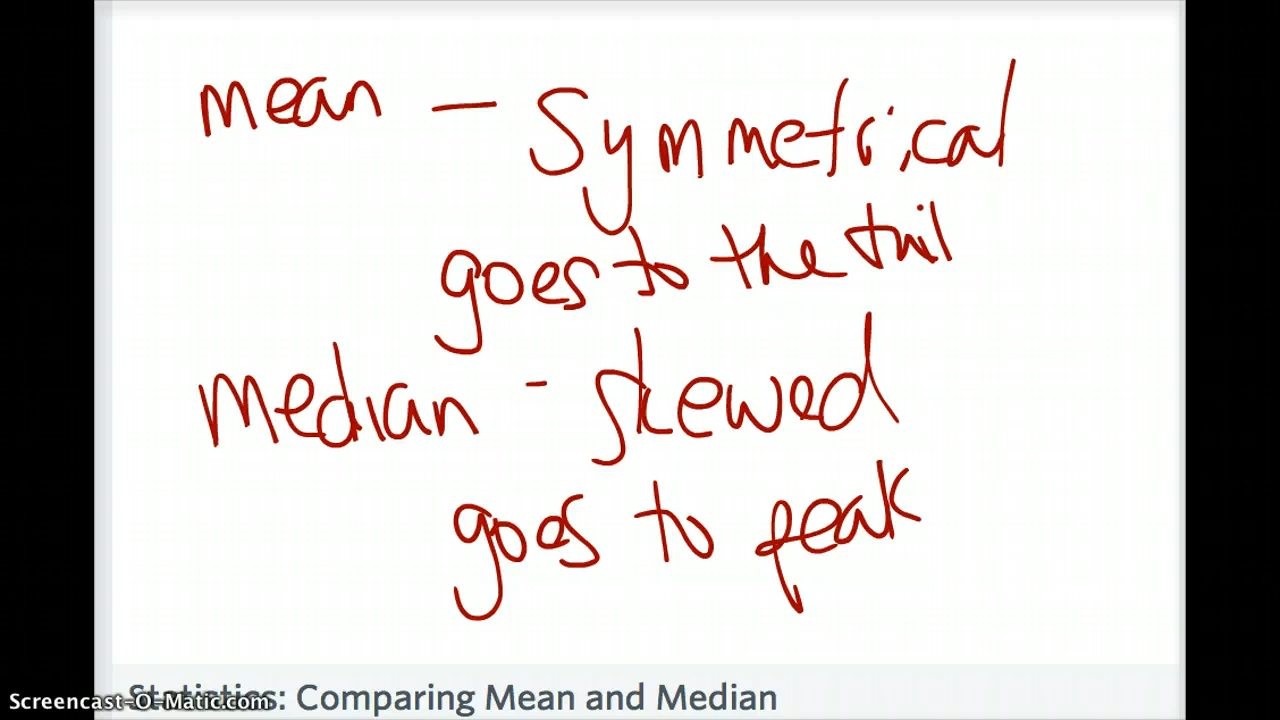 mean - Symmetrical
goes to the tail
median - skewed
goes to peak
Statistics: Comparing Mean and Median
Screencast-O-Matic.com